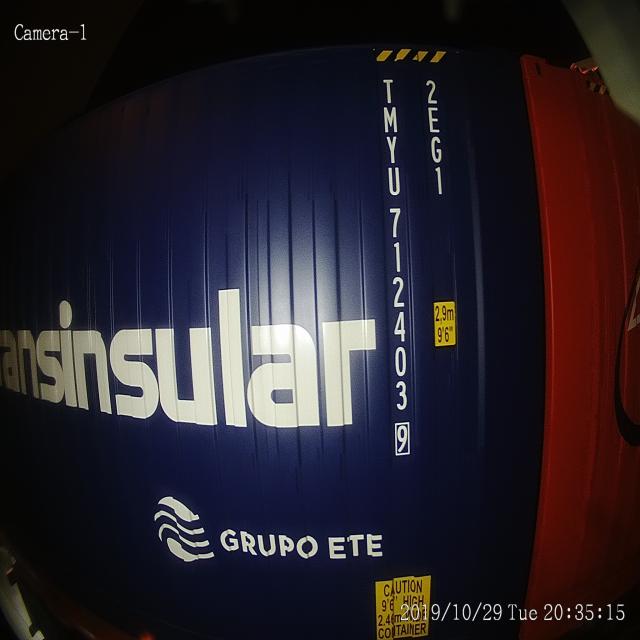 Camera-1
TMYU 712403 9
2EG1
2,9m
9'6"
ansinsular
GRUPO ETE
CAUTION
9'6" HIGH
CONTAINER
2019/10/29 Tue 20:35:15